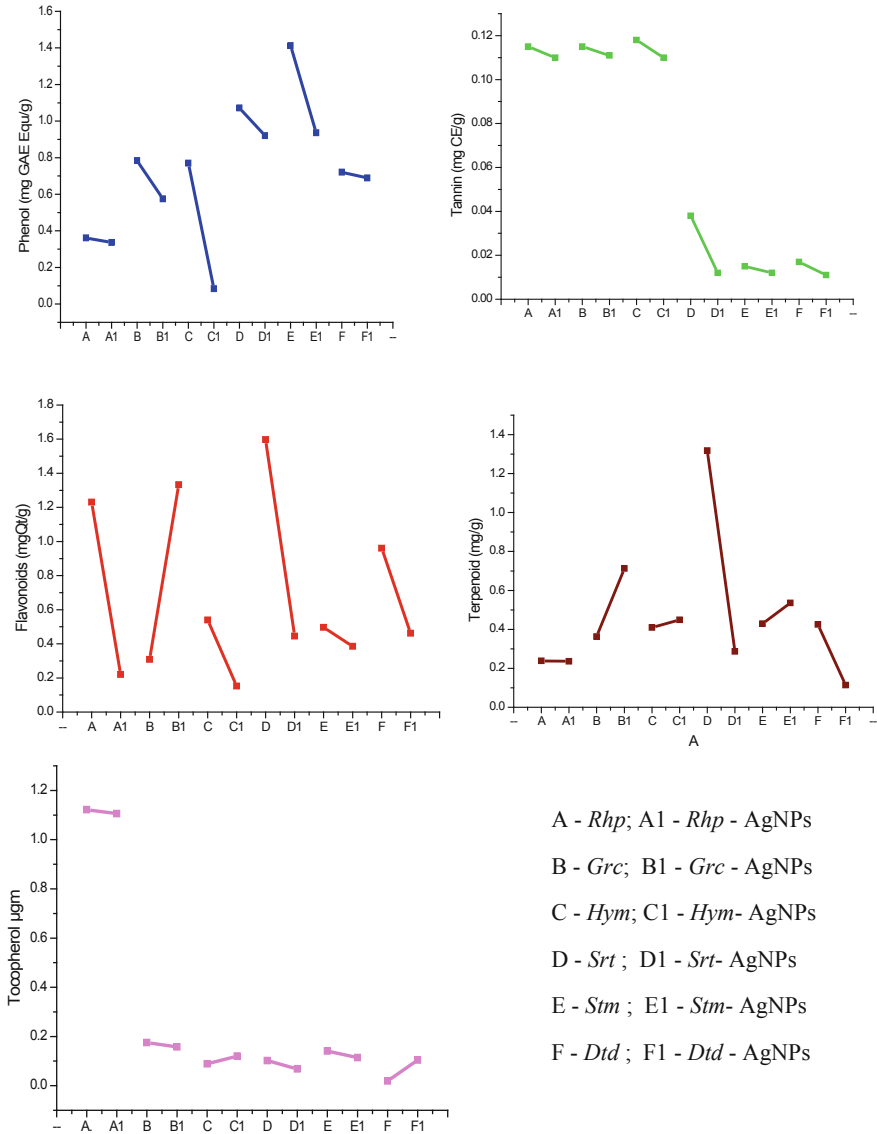 Phenol (mg GAE Equ/g)
1.6
1.4
1.2
1.0
0.8
0.6
0.4
0.2
0.0
-- A A1 B B1 C C1 D D1 E E1 F F1 --
Tannin (mg CE/g)
0.12
0.10
0.08
0.06
0.04
0.02
0.00
A A1 B B1 C C1 D D1 E E1 F F1 --
Flavonoids (mgQt/g)
1.8
1.6
1.4
1.2
1.0
0.8
0.6
0.4
0.2
0.0
-- A A1 B B1 C C1 D D1 E E1 F F1
Terpenoid (mg/g)
1.4
1.2
1.0
0.8
0.6
0.4
0.2
0.0
-- A A1 B B1 C C1 D D1 E E1 F F1 --
A
Tocopherol µgm
1.2
1.0
0.8
0.6
0.4
0.2
0.0
-- A. A1 B B1 C C1 D D1 E E1 F F1
A - Rhp; A1 - Rhp - AgNPs
B - Grc; B1 - Grc - AgNPs
C - Hym; C1 - Hym- AgNPs
D - Srt ; D1 - Srt- AgNPs
E - Stm ; E1 - Stm- AgNPs
F - Dtd ; F1 - Dtd - AgNPs